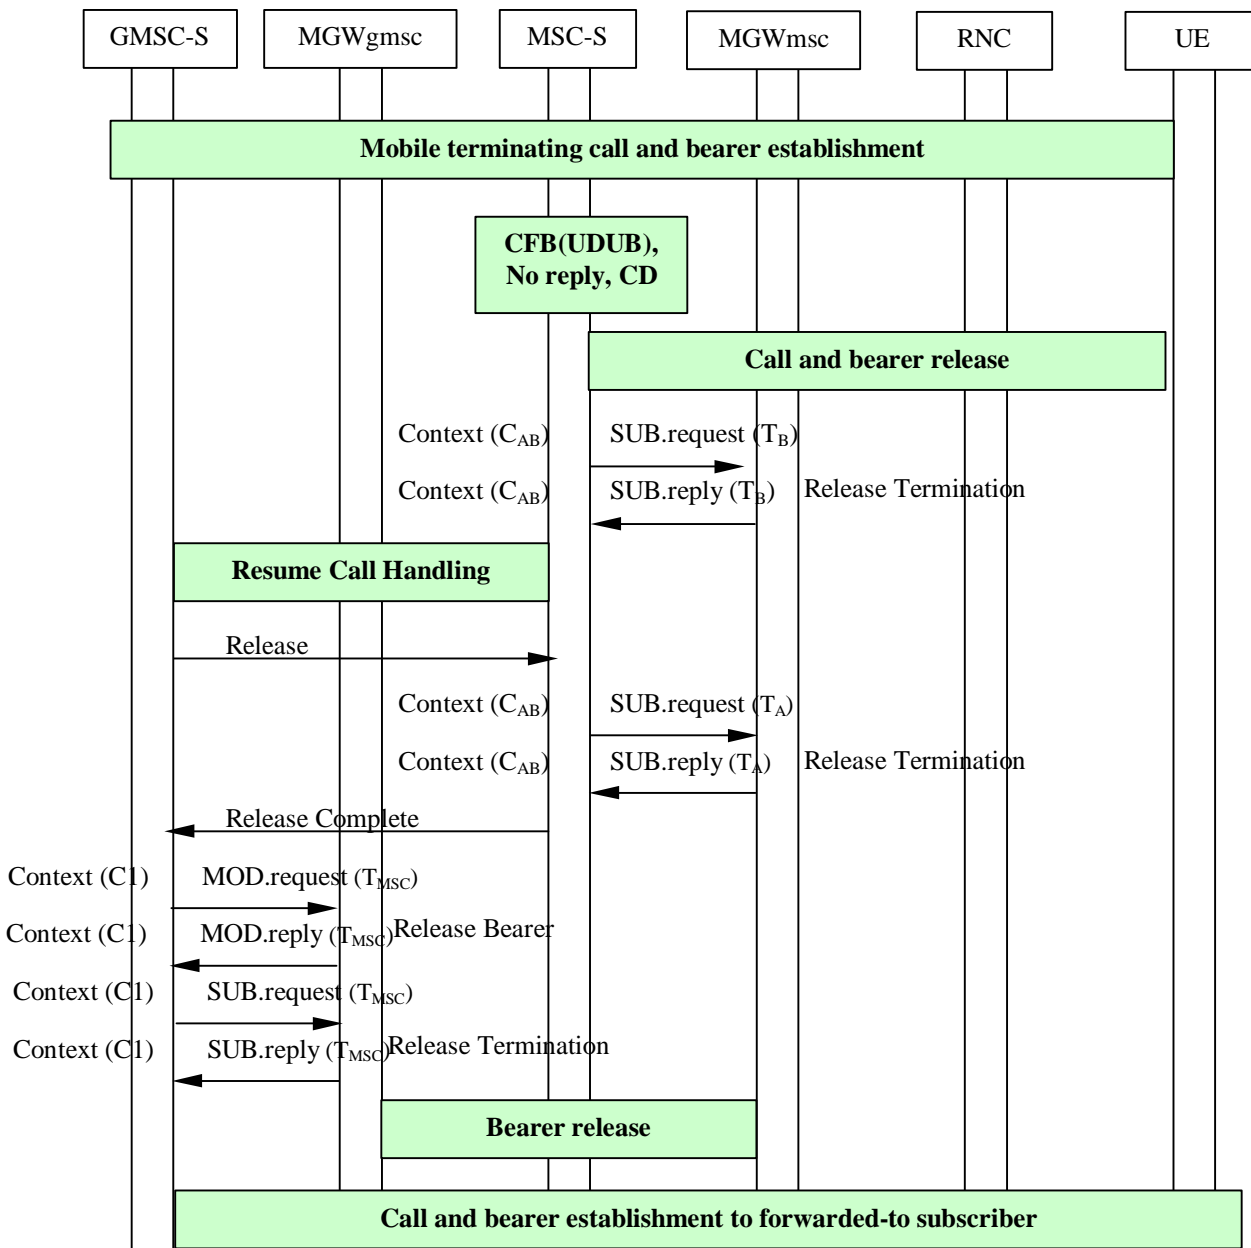 GMSC-S MGWgmsc MSC-S MGWmsc RNC UE
Mobile terminating call and bearer establishment
CFB(UDUB),
No reply, CD
Call and bearer release
Context (CAB) SUB.request (TB)
Context (CAB) SUB.reply (TB) Release Termination
Resume Call Handling
Release
Context (CAB) SUB.request (TA)
Context (CAB) SUB.reply (TA) Release Termination
Release Complete
Context (C1) MOD.request (TMSC)
Context (C1) MOD.reply (TMSC) Release Bearer
Context (C1) SUB.request (TMSC)
Context (C1) SUB.reply (TMSC) Release Termination
Bearer release
Call and bearer establishment to forwarded-to subscriber